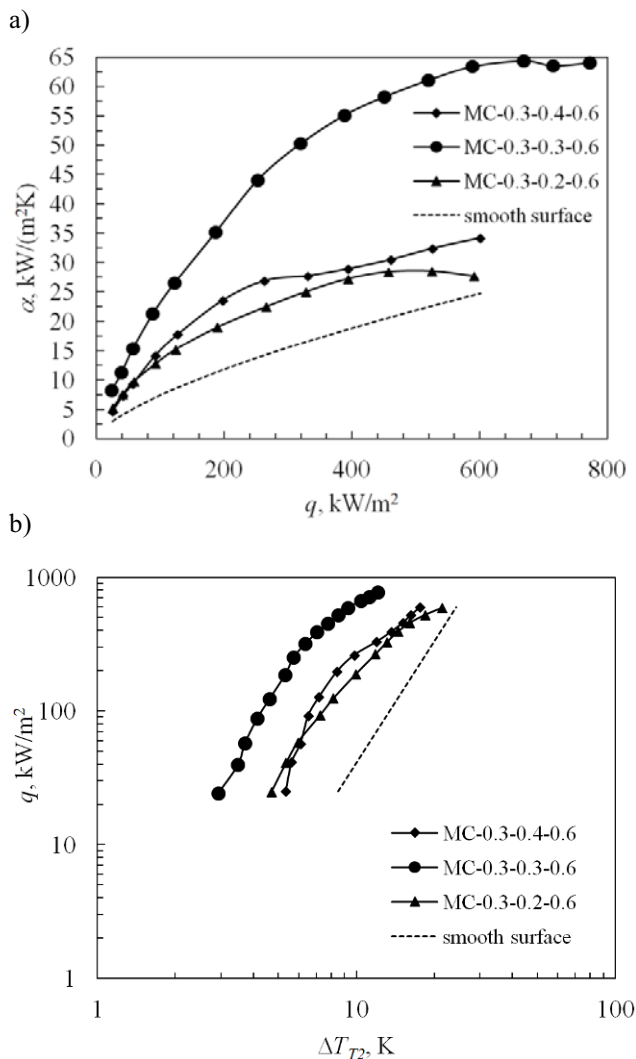 a)
65
60
55
50
45
40
35
30
25
20
15
10
5
0
α, kW/(m²K)
MC-0.3-0.4-0.6
MC-0.3-0.3-0.6
MC-0.3-0.2-0.6
smooth surface
0 200 400 600 800
q, kW/m²
b)
1000
100
10
1
q, kW/m²
MC-0.3-0.4-0.6
MC-0.3-0.3-0.6
MC-0.3-0.2-0.6
smooth surface
1 10 100
ΔT_T2, K